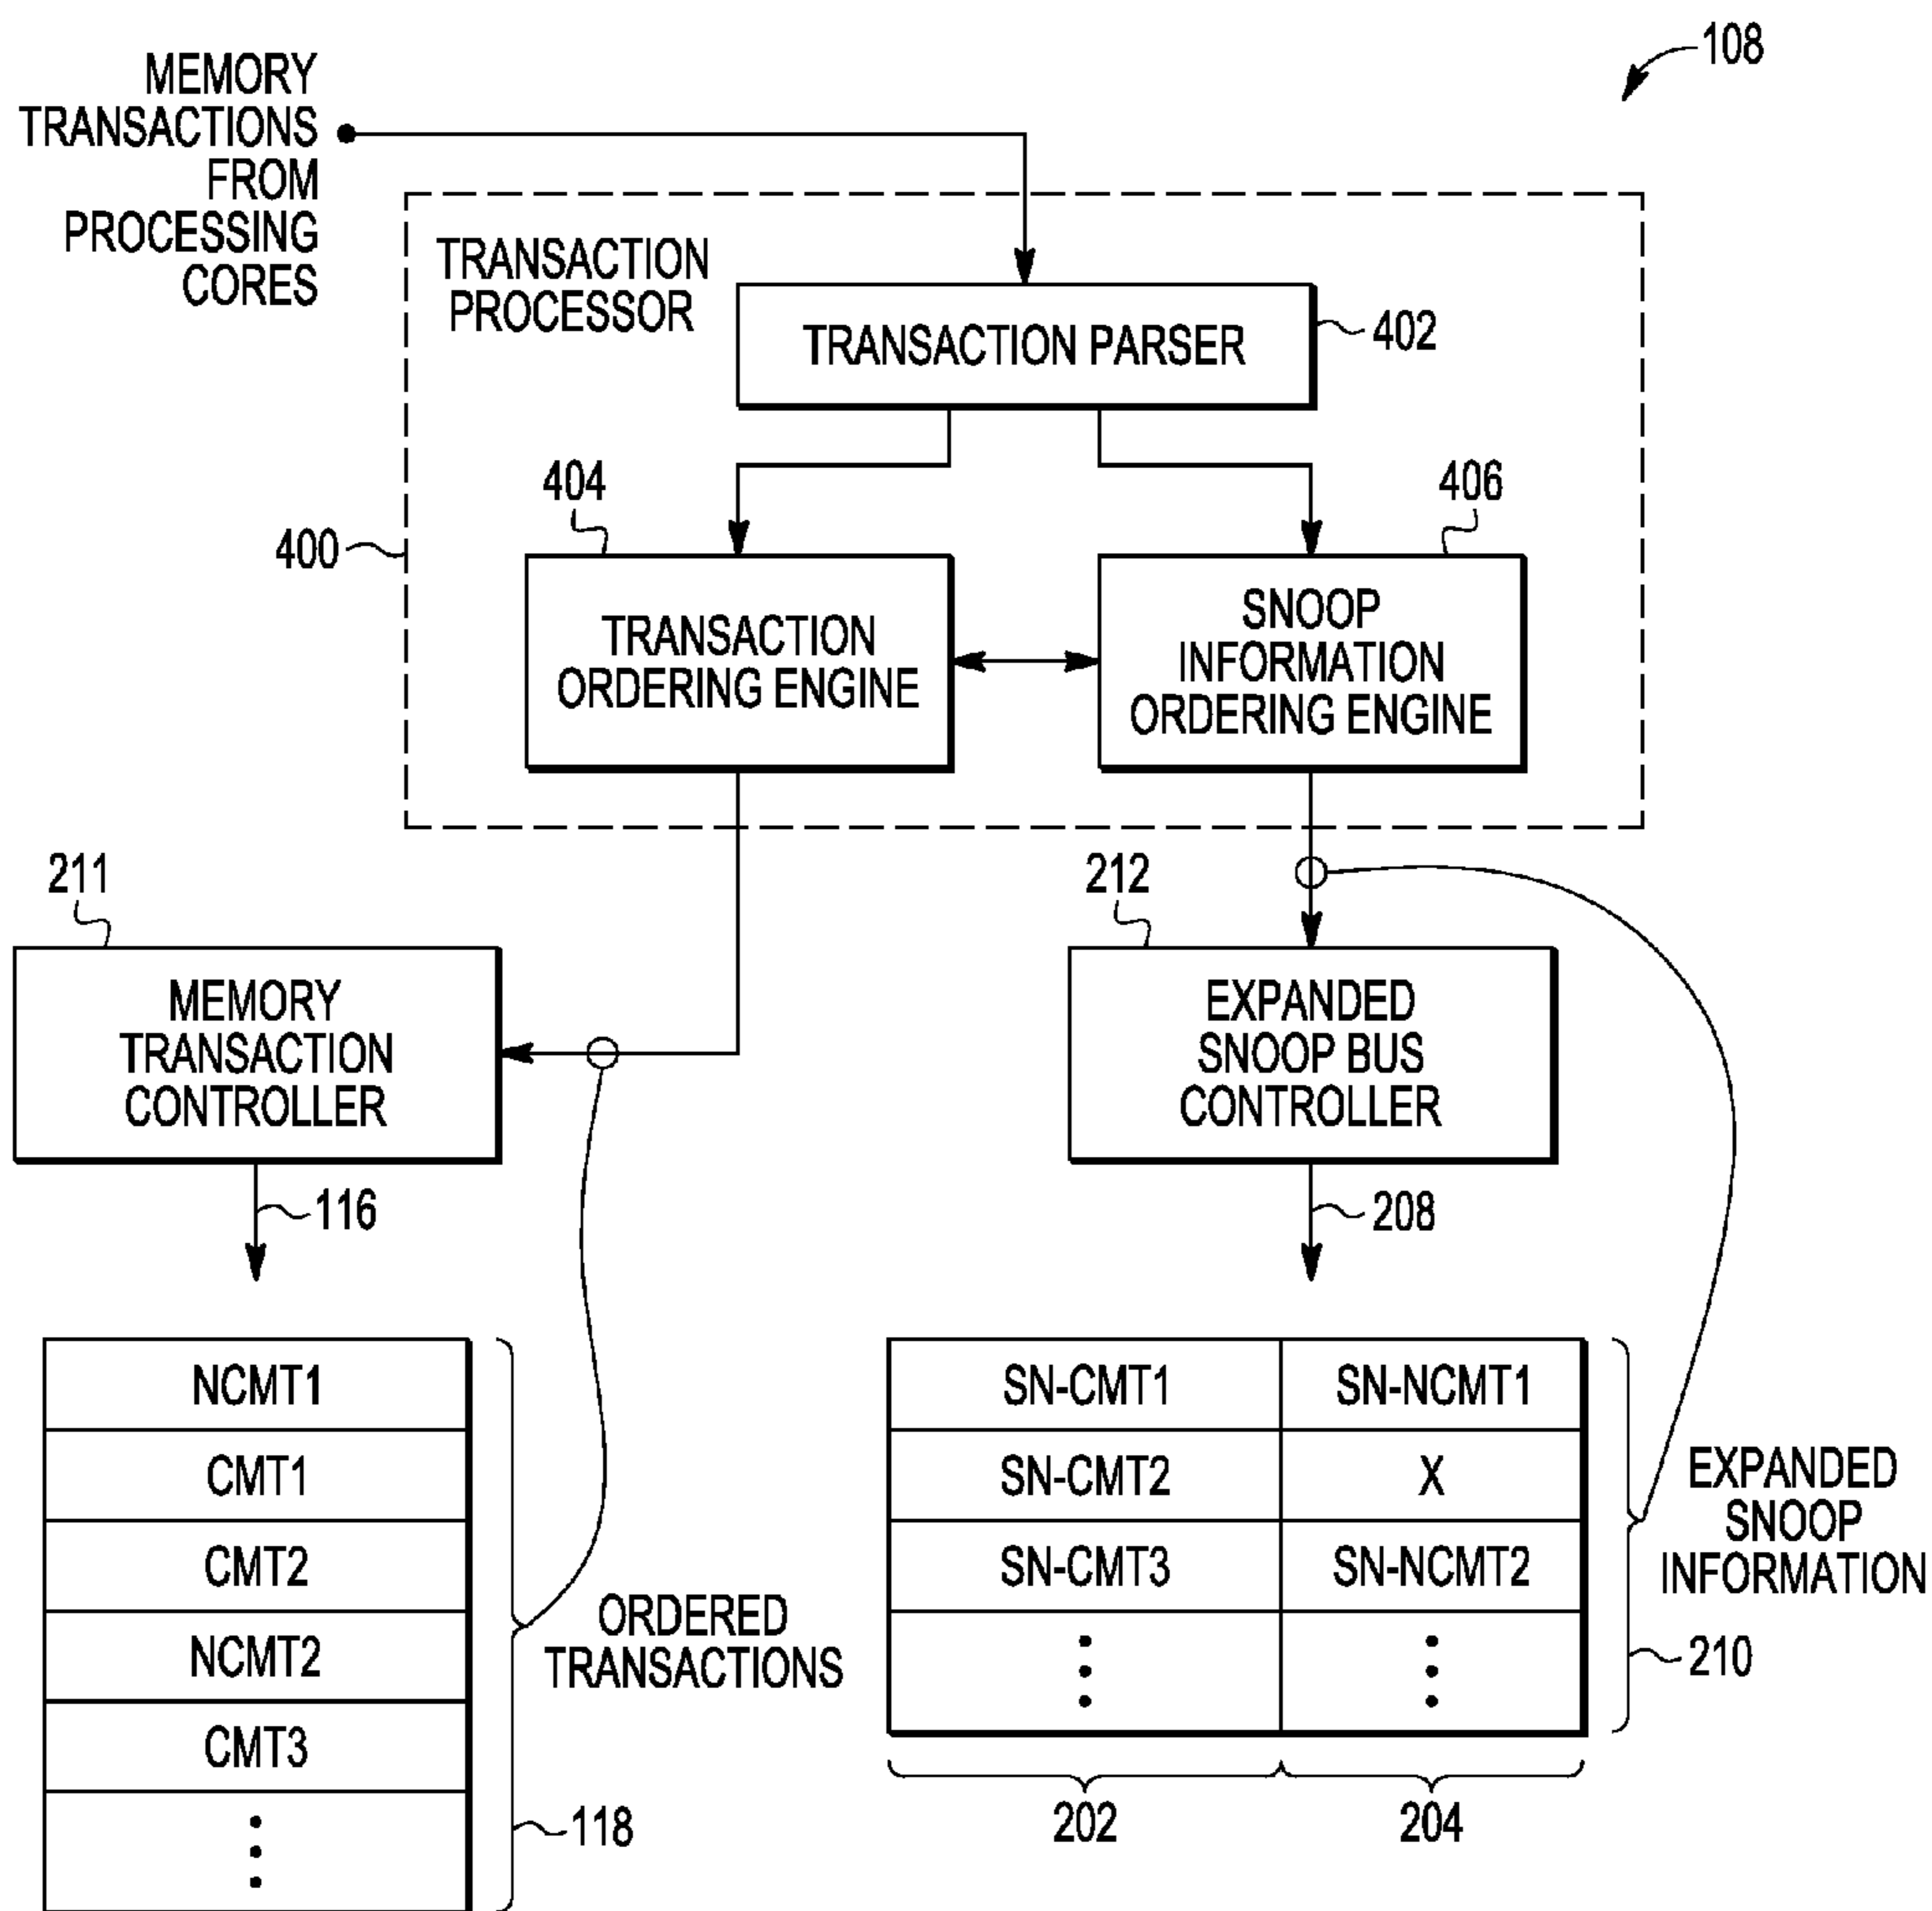 108
MEMORY
TRANSACTIONS
FROM
PROCESSING
CORES
TRANSACTION
PROCESSOR
TRANSACTION PARSER
402
404
406
400
TRANSACTION
ORDERING ENGINE
SNOOP
INFORMATION
ORDERING ENGINE
211
212
MEMORY
TRANSACTION
CONTROLLER
EXPANDED
SNOOP BUS
CONTROLLER
116
208
NCMT1
CMT1
CMT2
NCMT2
CMT3
ORDERED
TRANSACTIONS
118
SN-CMT1 SN-NCMT1
SN-CMT2 X
SN-CMT3 SN-NCMT2
EXPANDED
SNOOP
INFORMATION
210
202 204